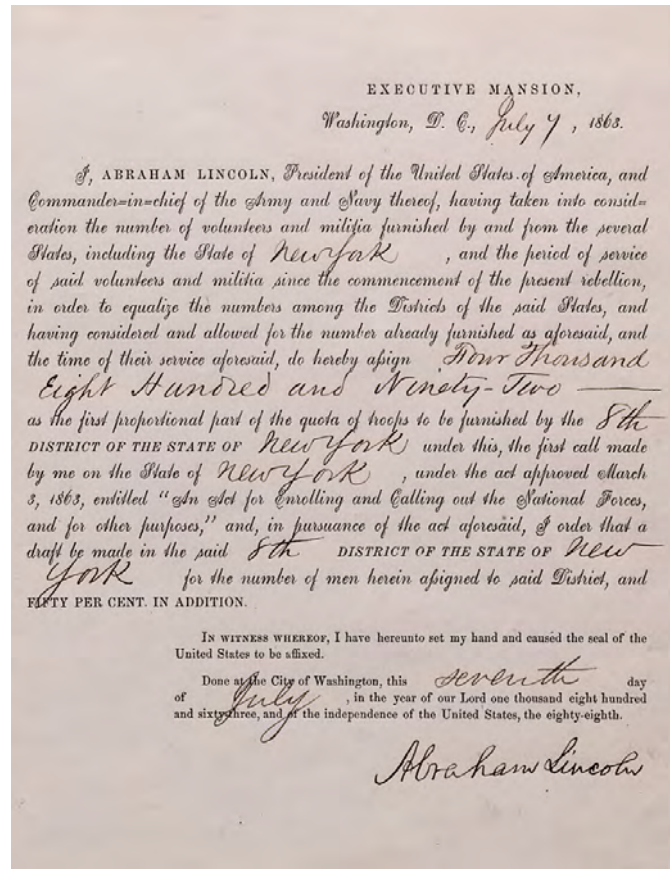 EXECUTIVE MANSION,
Washington, D. C., July 7, 1863.
I, ABRAHAM LINCOLN, President of the United States of America, and
Commander=in=chief of the Army and Navy thereof, having taken into consid=
eration the number of volunteers and militia furnished by and from the several
States, including the State of New York , and the period of service
of said volunteers and militia since the commencement of the present rebellion,
in order to equalize the numbers among the Districts of the said States, and
having considered and allowed for the number already furnished as aforesaid, and
the time of their service aforesaid, do hereby assign Four Thousand
Eight Hundred and Ninety-Two —
as the first proportional part of the quota of troops to be furnished by the 8th
DISTRICT OF THE STATE OF New York under this, the first call made
by me on the State of New York , under the act approved March
3, 1863, entitled "An Act for Enrolling and Calling out the National Forces,
and for other purposes," and, in pursuance of the act aforesaid, I order that a
draft be made in the said 8th DISTRICT OF THE STATE OF New
York for the number of men herein assigned to said District, and
FIFTY PER CENT. IN ADDITION.
IN WITNESS WHEREOF, I have hereunto set my hand and caused the seal of the
United States to be affixed.
Done at the City of Washington, this seventh day
of July , in the year of our Lord one thousand eight hundred
and sixty-three, and of the independence of the United States, the eighty-eighth.
Abraham Lincoln